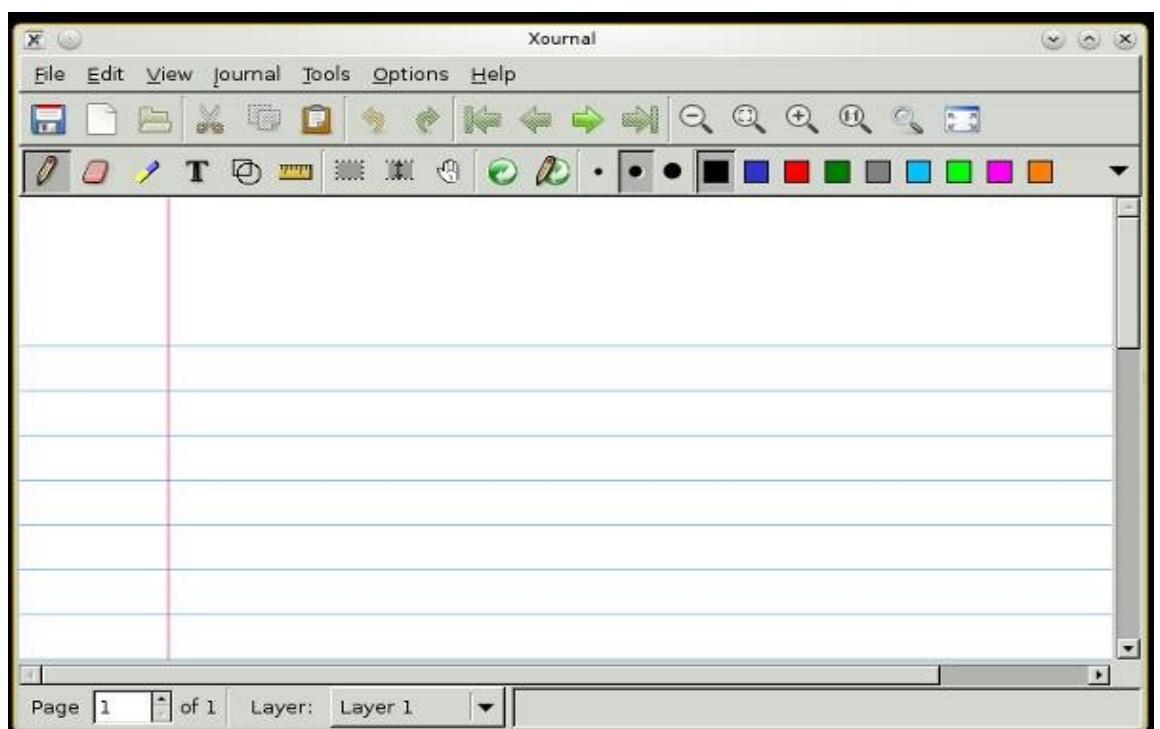 Xournal
File Edit View Journal Tools Options Help
T
Page 1 of 1 Layer: Layer 1